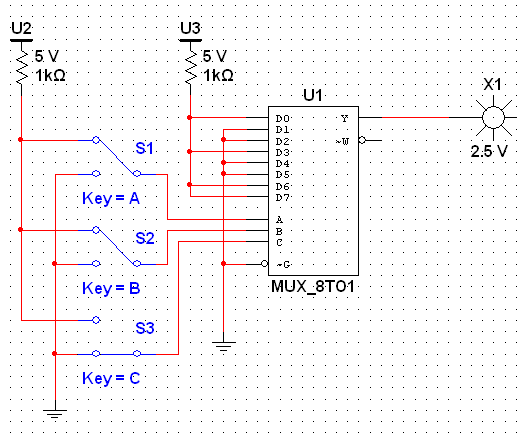 U2
U3
5 V
1kΩ
5 V
1kΩ
U1
X1
D0
D1
D2
D3
D4
D5
D6
D7
A
B
C
~G
Y
~W
2.5 V
MUX_8TO1
S1
Key = A
S2
Key = B
S3
Key = C